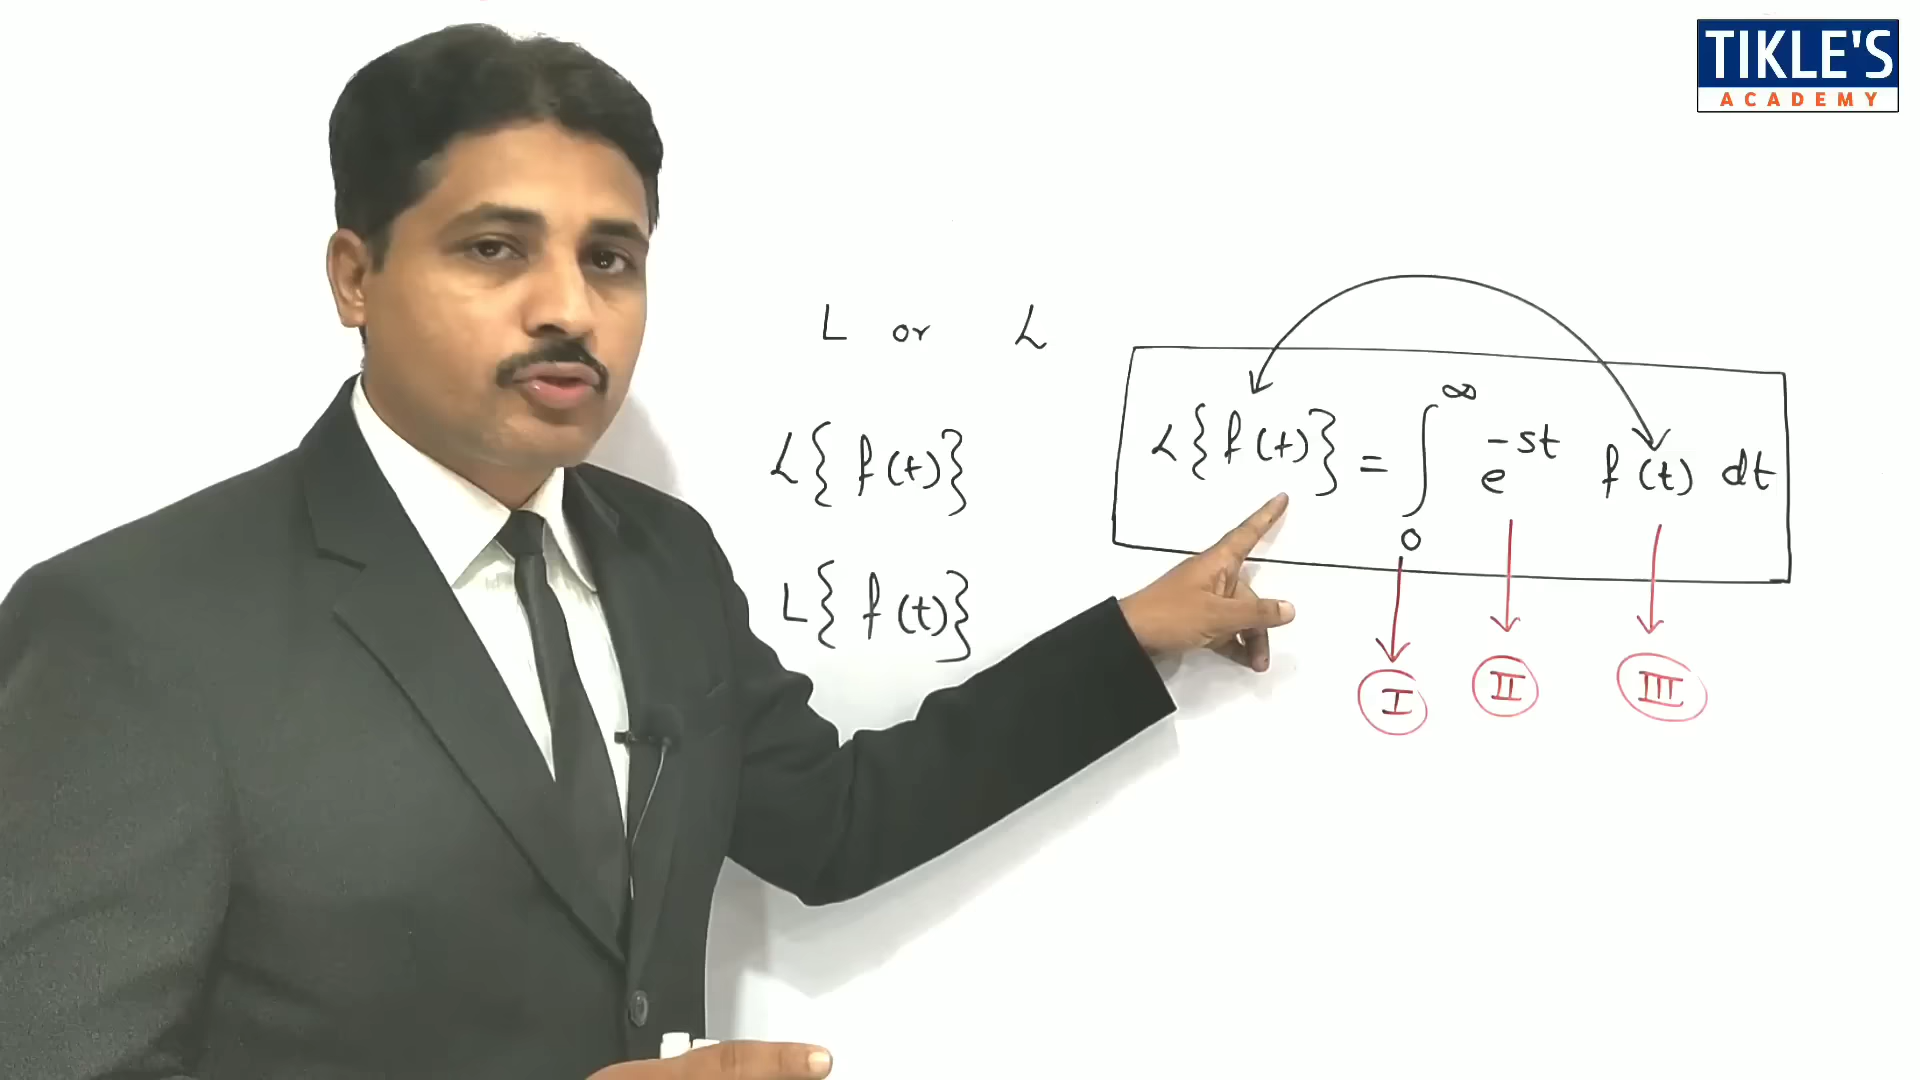 TIKLE'S
ACADEMY
L or ℒ
ℒ{f(t)}
L{f(t)}
ℒ{f(t)} = ∫₀^∞ e^{-st} f(t) dt
I II III